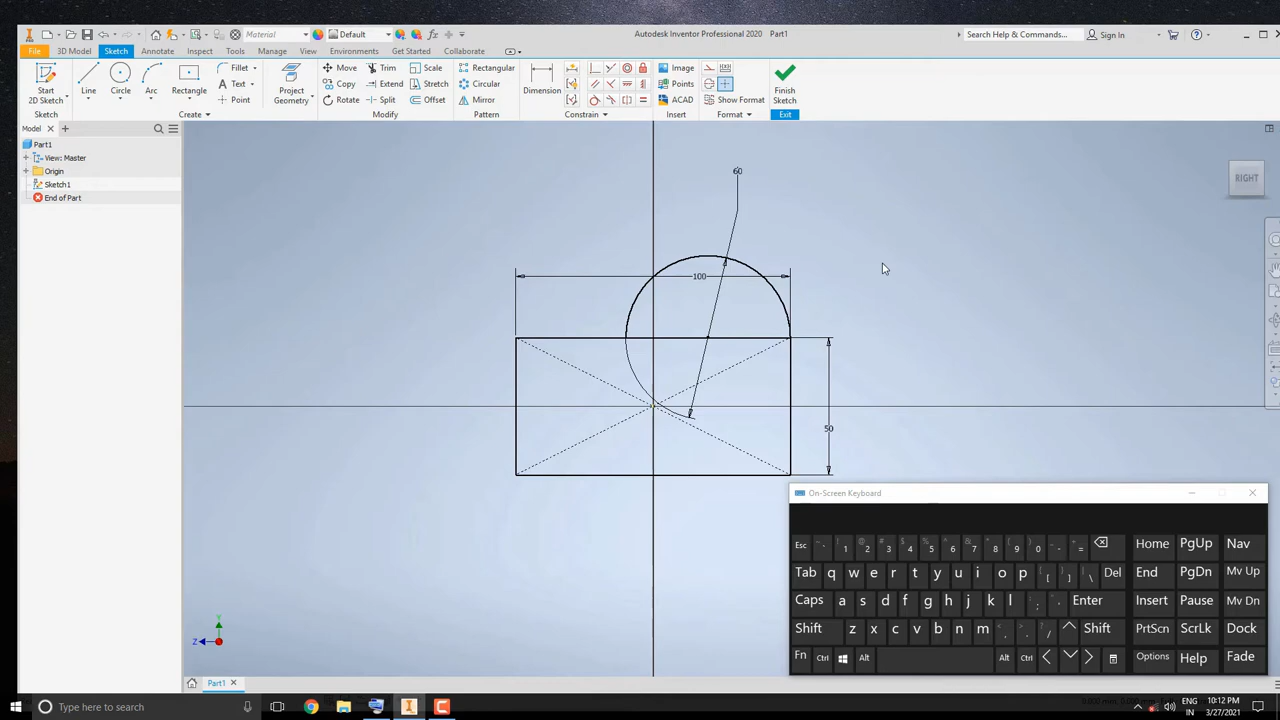 Material
Default
Autodesk Inventor Professional 2020 Part1
Search Help & Commands...
Sign In
File 3D Model Sketch Annotate Inspect Tools Manage View Environments Get Started Collaborate
Start
2D Sketch
Line
Circle
Arc
Rectangle
Fillet
Text
Point
Project
Geometry
Move
Copy
Rotate
Trim
Extend
Split
Scale
Stretch
Offset
Rectangular
Circular
Mirror
Dimension
Image
Points
ACAD
Show Format
Finish
Sketch
Sketch Create Modify Pattern Constrain Insert Format Exit
Model
Part1
View: Master
Origin
Sketch1
End of Part
RIGHT
60
100
50
Y
Z
On-Screen Keyboard
Esc ~ ` ! 1 @ 2 # 3 $ 4 % 5 ^ 6 & 7 * 8 ( 9 ) 0 _ - + = Home PgUp Nav
Tab q w e r t y u i o p { [ } ] | \ Del End PgDn Mv Up
Caps a s d f g h j k l : ; " ' Enter Insert Pause Mv Dn
Shift z x c v b n m < , > . ? / Shift PrtScn ScrLk Dock
Fn Ctrl Alt Alt Ctrl Options Help Fade
Part1
Type here to search
ENG
IN
10:12 PM
3/27/2021